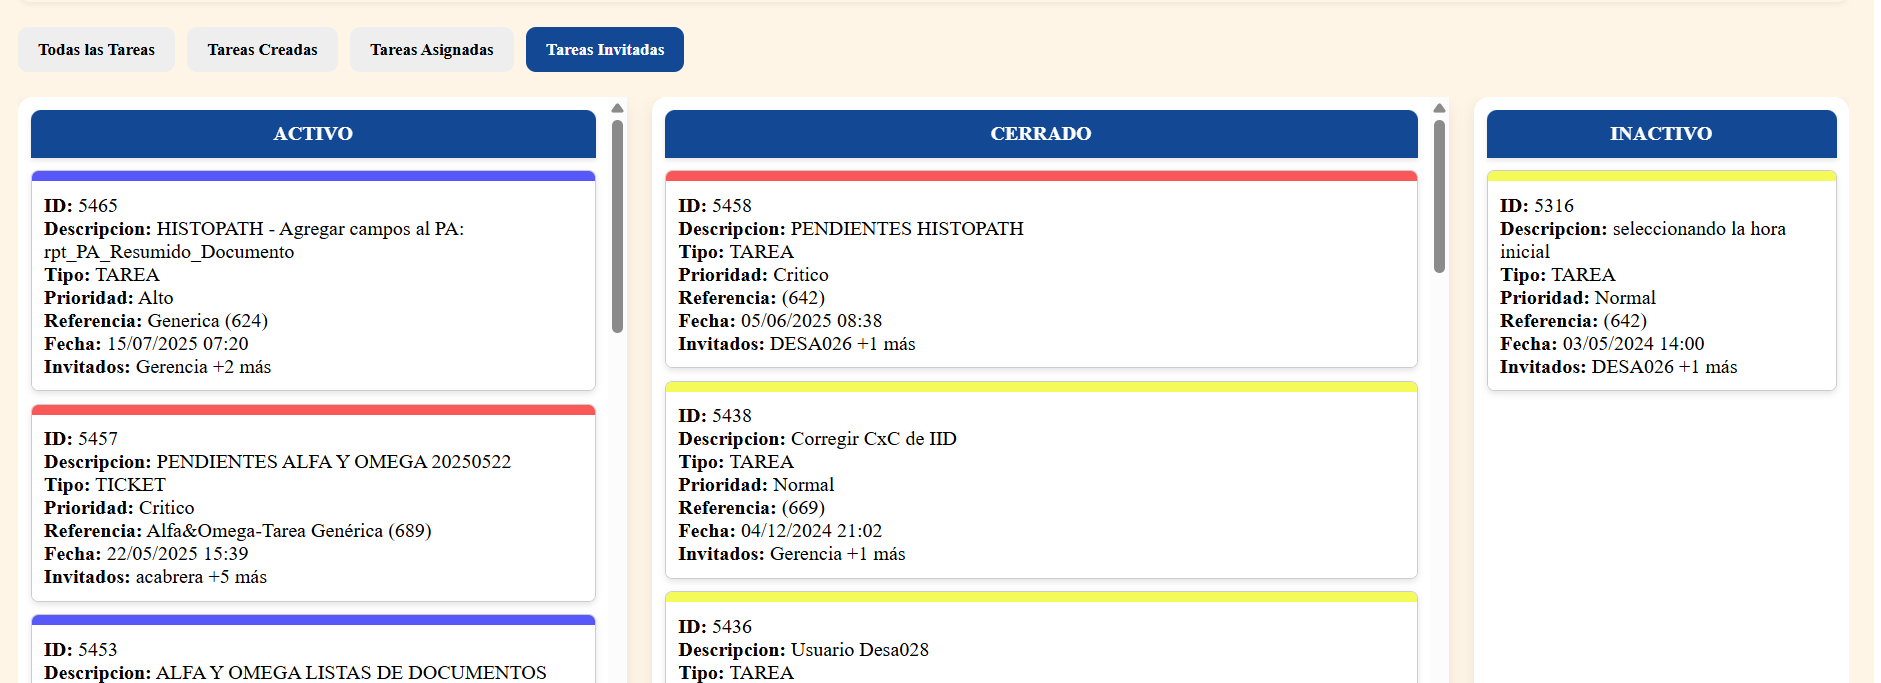 Todas las Tareas
Tareas Creadas
Tareas Asignadas
Tareas Invitadas
ACTIVO
ID: 5465
Descripcion: HISTOPATH - Agregar campos al PA:
rpt_PA_Resumido_Documento
Tipo: TAREA
Prioridad: Alto
Referencia: Generica (624)
Fecha: 15/07/2025 07:20
Invitados: Gerencia +2 más
ID: 5457
Descripcion: PENDIENTES ALFA Y OMEGA 20250522
Tipo: TICKET
Prioridad: Critico
Referencia: Alfa&Omega-Tarea Genérica (689)
Fecha: 22/05/2025 15:39
Invitados: acabrera +5 más
ID: 5453
Descripcion: ALFA Y OMEGA LISTAS DE DOCUMENTOS
CERRADO
ID: 5458
Descripcion: PENDIENTES HISTOPATH
Tipo: TAREA
Prioridad: Critico
Referencia: (642)
Fecha: 05/06/2025 08:38
Invitados: DESA026 +1 más
ID: 5438
Descripcion: Corregir CxC de IID
Tipo: TAREA
Prioridad: Normal
Referencia: (669)
Fecha: 04/12/2024 21:02
Invitados: Gerencia +1 más
ID: 5436
Descripcion: Usuario Desa028
Tipo: TAREA
INACTIVO
ID: 5316
Descripcion: seleccionando la hora
inicial
Tipo: TAREA
Prioridad: Normal
Referencia: (642)
Fecha: 03/05/2024 14:00
Invitados: DESA026 +1 más